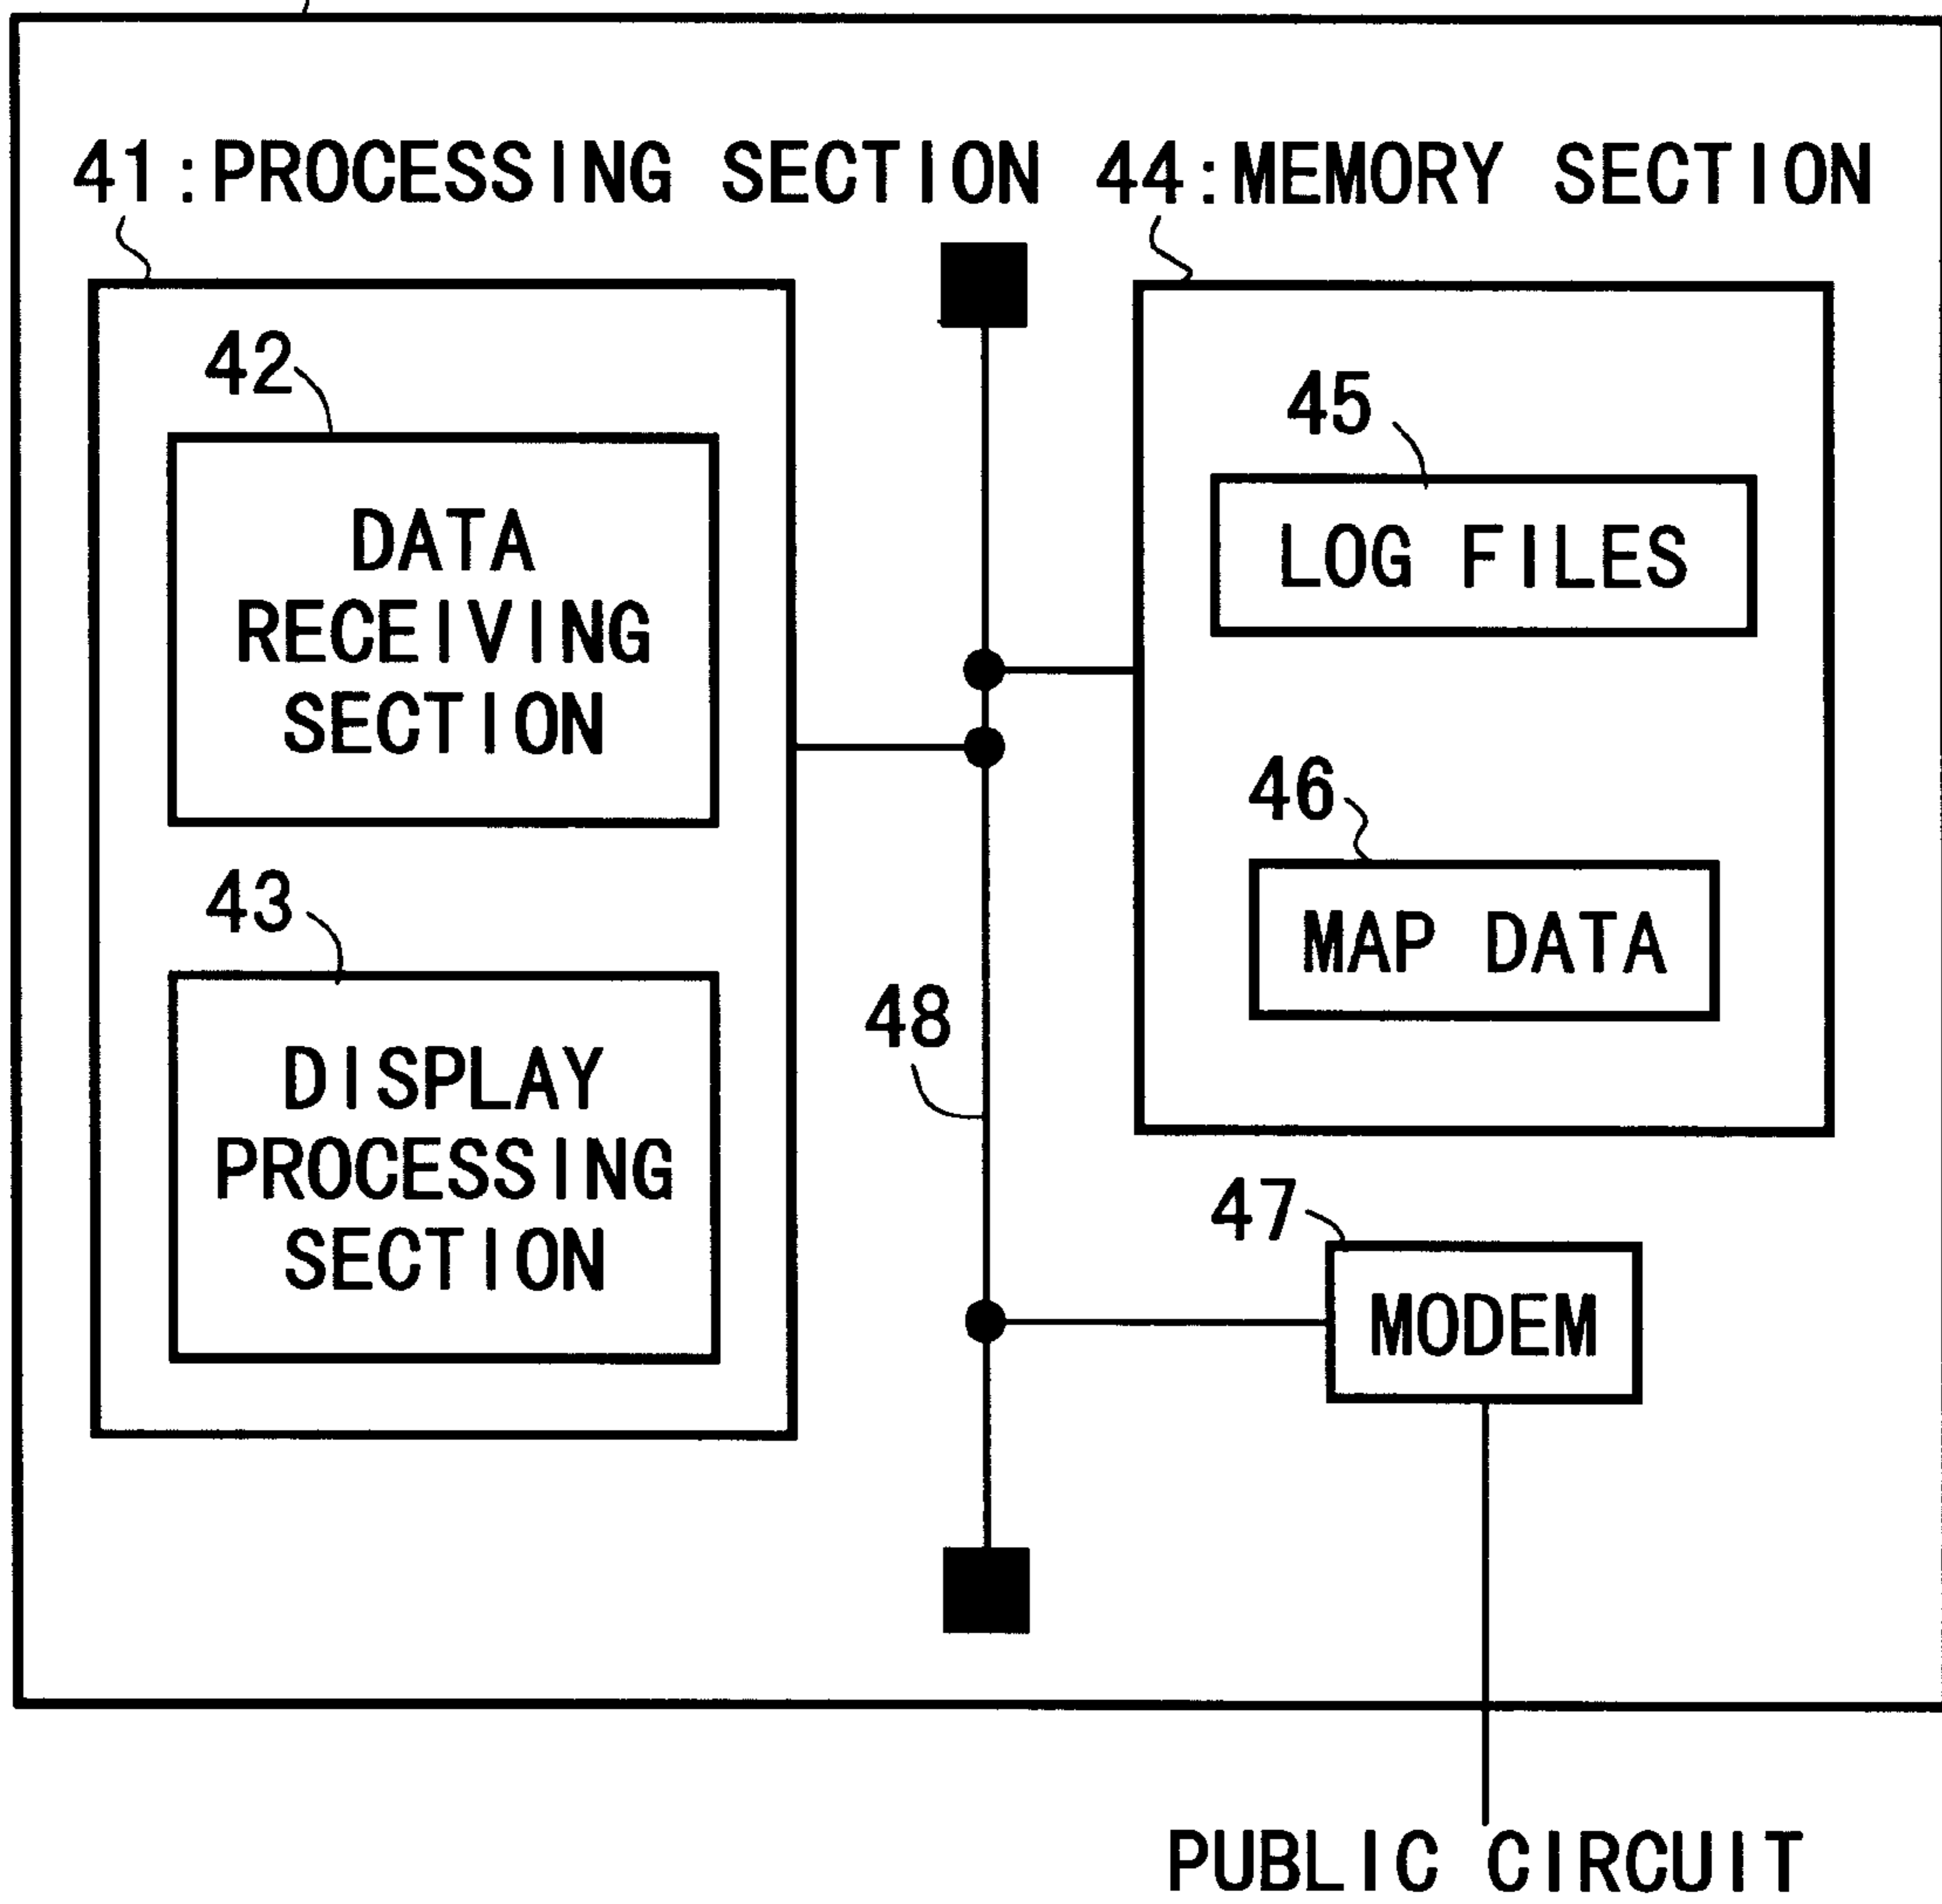 41:PROCESSING SECTION
44:MEMORY SECTION
42
DATA
RECEIVING
SECTION
43
DISPLAY
PROCESSING
SECTION
45
LOG FILES
46
MAP DATA
48
47
MODEM
PUBLIC CIRCUIT